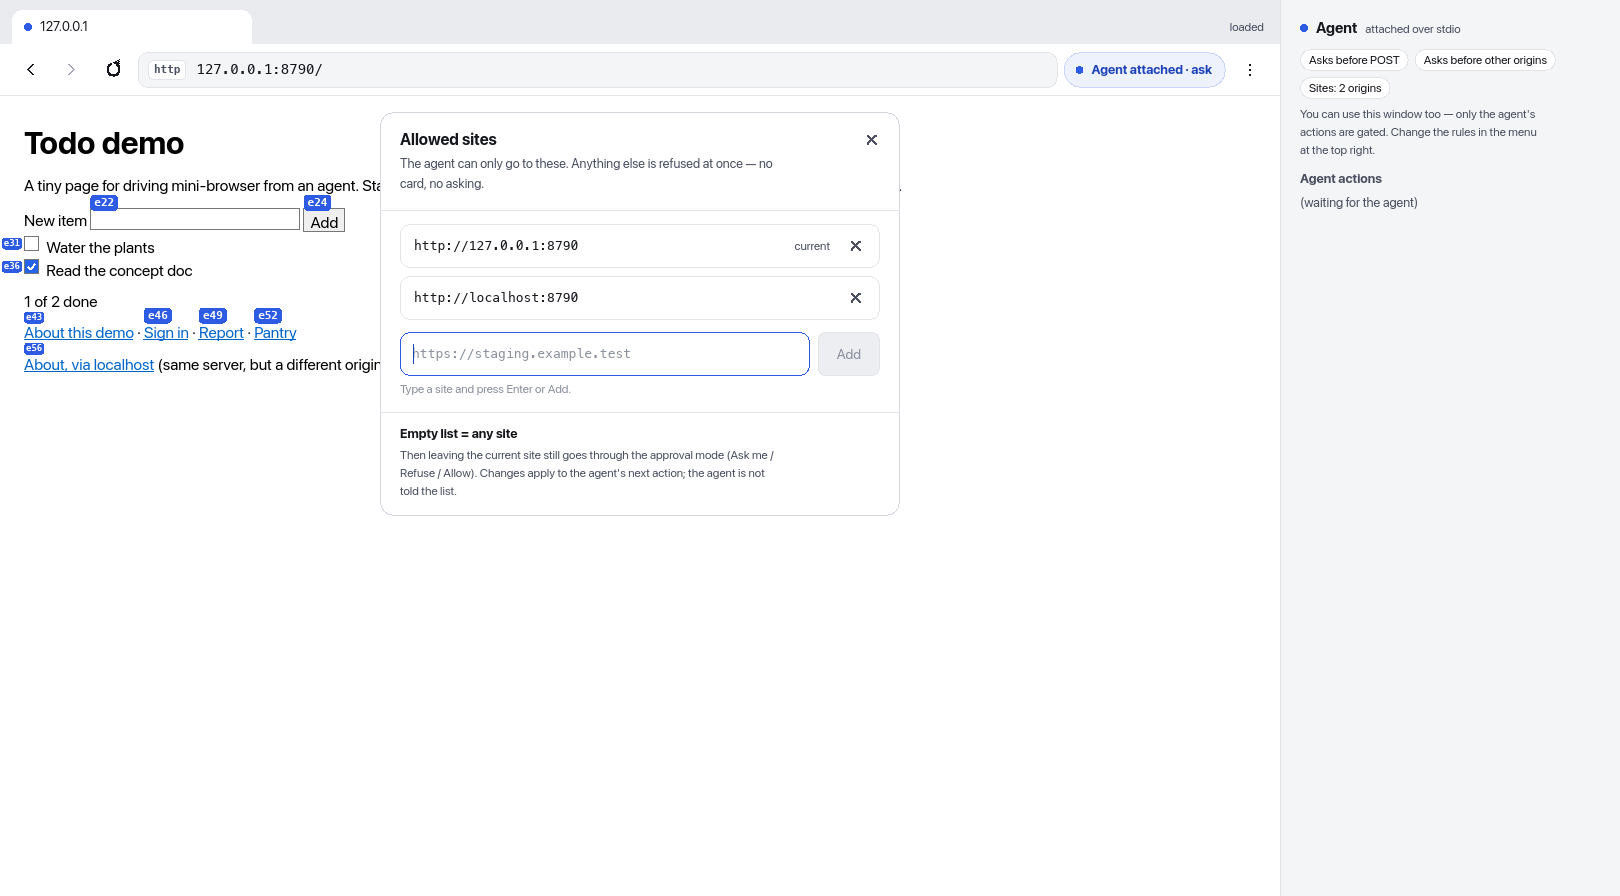 127.0.0.1
loaded
http 127.0.0.1:8790/
Agent attached · ask
Agent attached over stdio
Asks before POST Asks before other origins
Sites: 2 origins
You can use this window too — only the agent's
actions are gated. Change the rules in the menu
at the top right.
Agent actions
(waiting for the agent)
Todo demo
A tiny page for driving mini-browser from an agent. Sta
e22 e24
New item Add
e31 Water the plants
e36 Read the concept doc
1 of 2 done
e43 e46 e49 e52
About this demo · Sign in · Report · Pantry
e56
About, via localhost (same server, but a different origin
Allowed sites
The agent can only go to these. Anything else is refused at once — no
card, no asking.
http://127.0.0.1:8790 current
http://localhost:8790
https://staging.example.test Add
Type a site and press Enter or Add.
Empty list = any site
Then leaving the current site still goes through the approval mode (Ask me /
Refuse / Allow). Changes apply to the agent's next action; the agent is not
told the list.